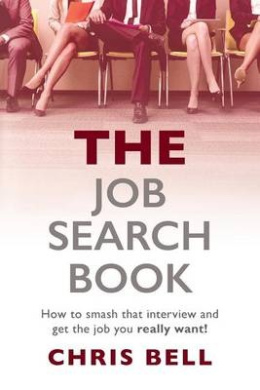 THE
JOB
SEARCH
BOOK
How to smash that interview and
get the job you really want!
CHRIS BELL